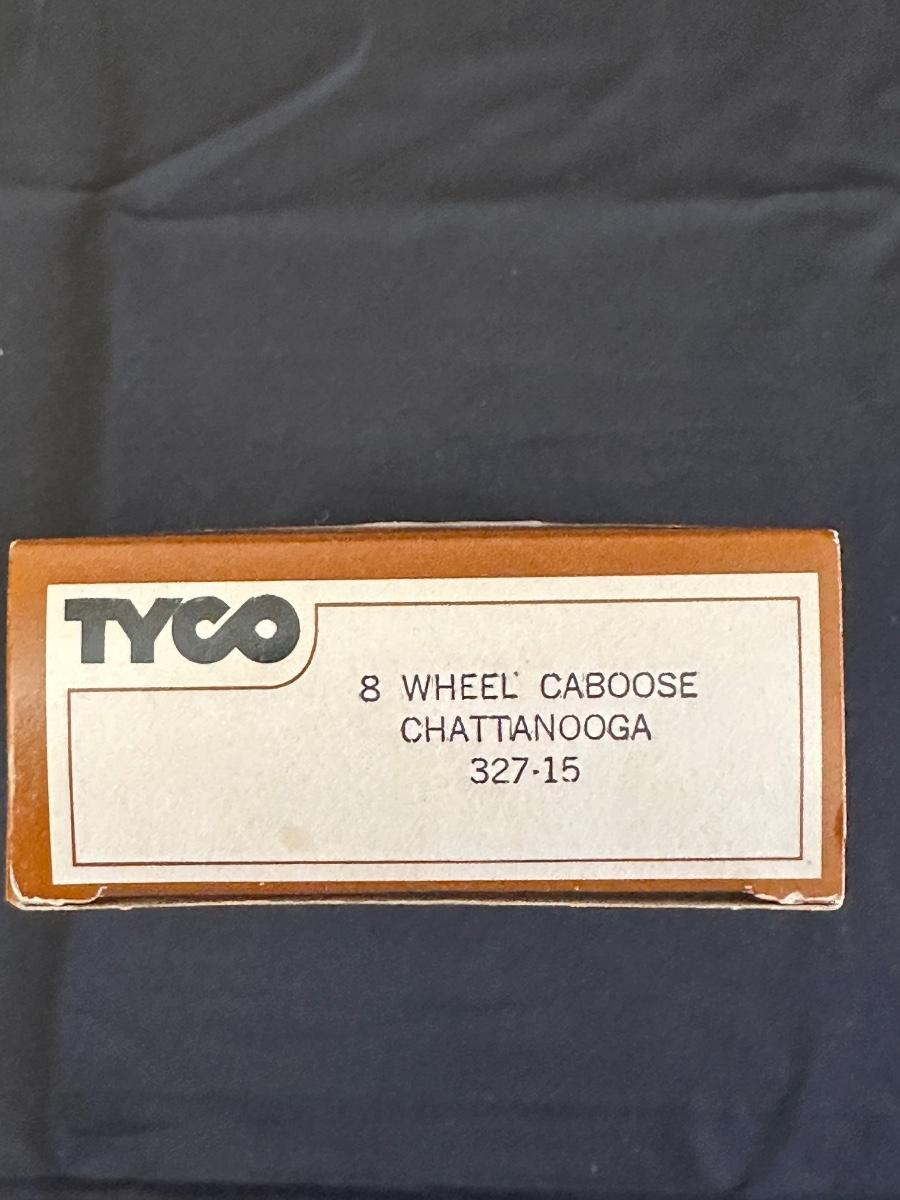 TYCO
8 WHEEL CABOOSE
CHATTANOOGA
327-15